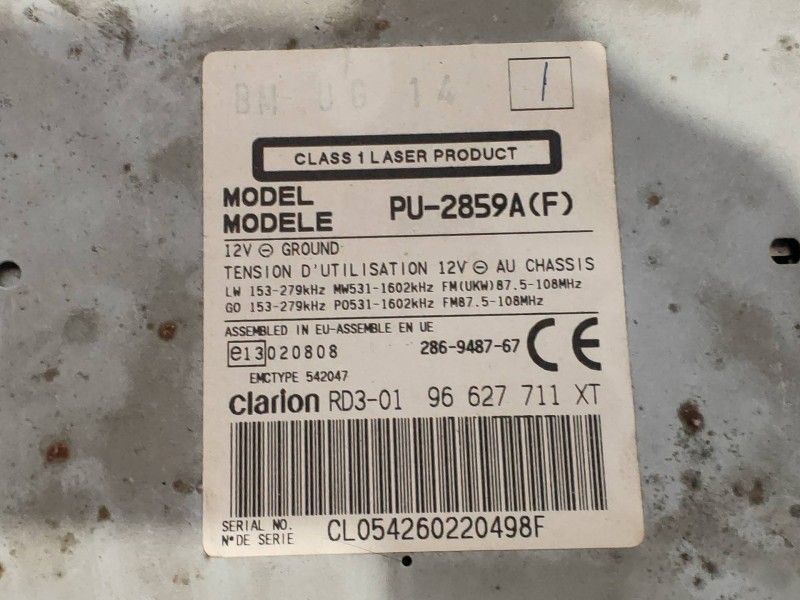 BM JG 14
CLASS 1 LASER PRODUCT
MODEL
MODELE PU-2859A(F)
12V ⊖ GROUND
TENSION D'UTILISATION 12V ⊖ AU CHASSIS
LW 153-279kHz MW531-1602kHz FM(UKW)87.5-108MHz
GO 153-279kHz PO531-1602kHz FM87.5-108MHz
ASSEMBLED IN EU-ASSEMBLE EN UE
e13 020808 286-9487-67 CE
EMCTYPE 542047
clarion RD3-01 96 627 711 XT
SERIAL NO.
N° DE SERIE CL054260220498F